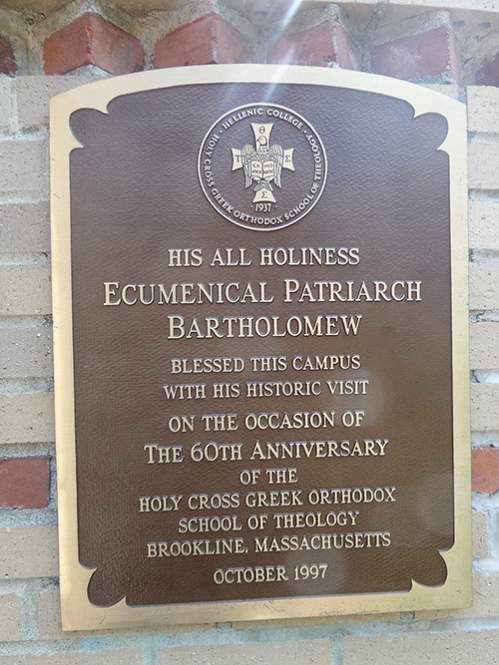 HELLENIC COLLEGE
HOLY CROSS GREEK ORTHODOX SCHOOL OF THEOLOGY
1937
HIS ALL HOLINESS
ECUMENICAL PATRIARCH
BARTHOLOMEW
BLESSED THIS CAMPUS
WITH HIS HISTORIC VISIT
ON THE OCCASION OF
THE 60TH ANNIVERSARY
OF THE
HOLY CROSS GREEK ORTHODOX
SCHOOL OF THEOLOGY
BROOKLINE, MASSACHUSETTS
OCTOBER 1997